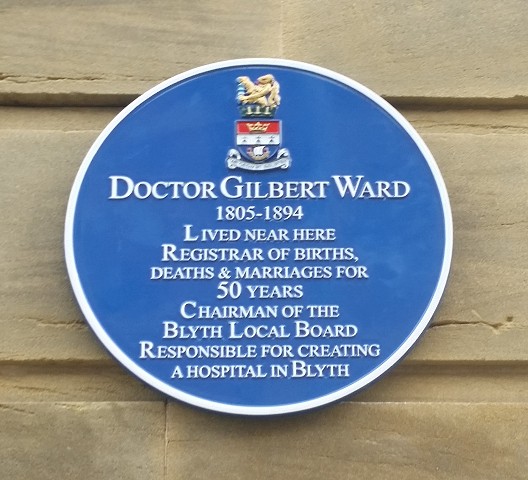 DOCTOR GILBERT WARD
1805-1894
LIVED NEAR HERE
REGISTRAR OF BIRTHS,
DEATHS & MARRIAGES FOR
50 YEARS
CHAIRMAN OF THE
BLYTH LOCAL BOARD
RESPONSIBLE FOR CREATING
A HOSPITAL IN BLYTH